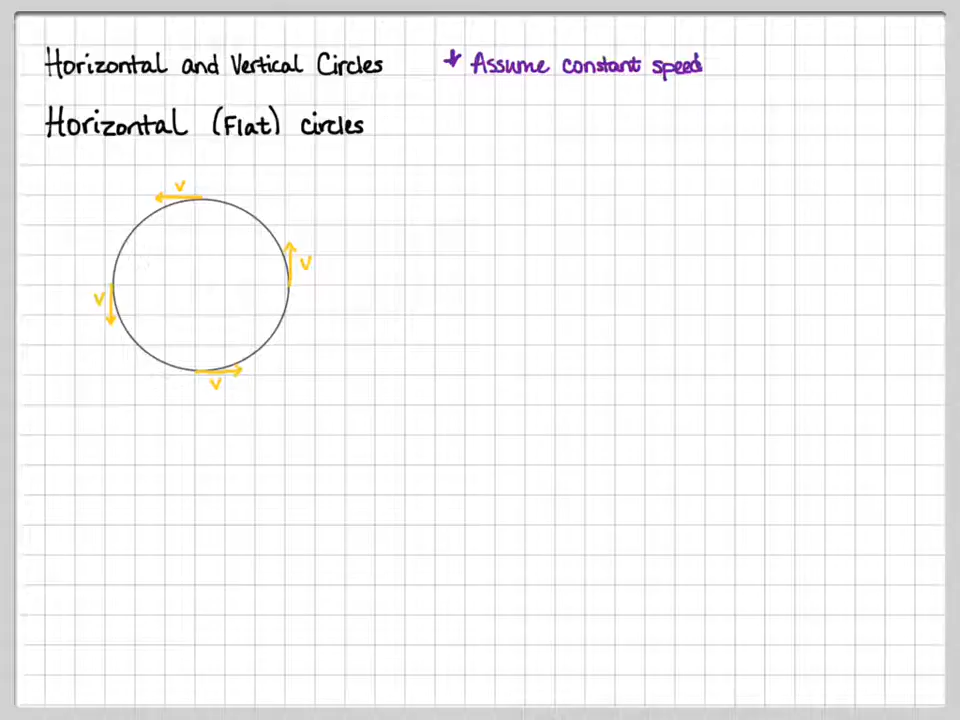 Horizontal and Vertical Circles * Assume constant speed
Horizontal (Flat) circles
v
v
v
v